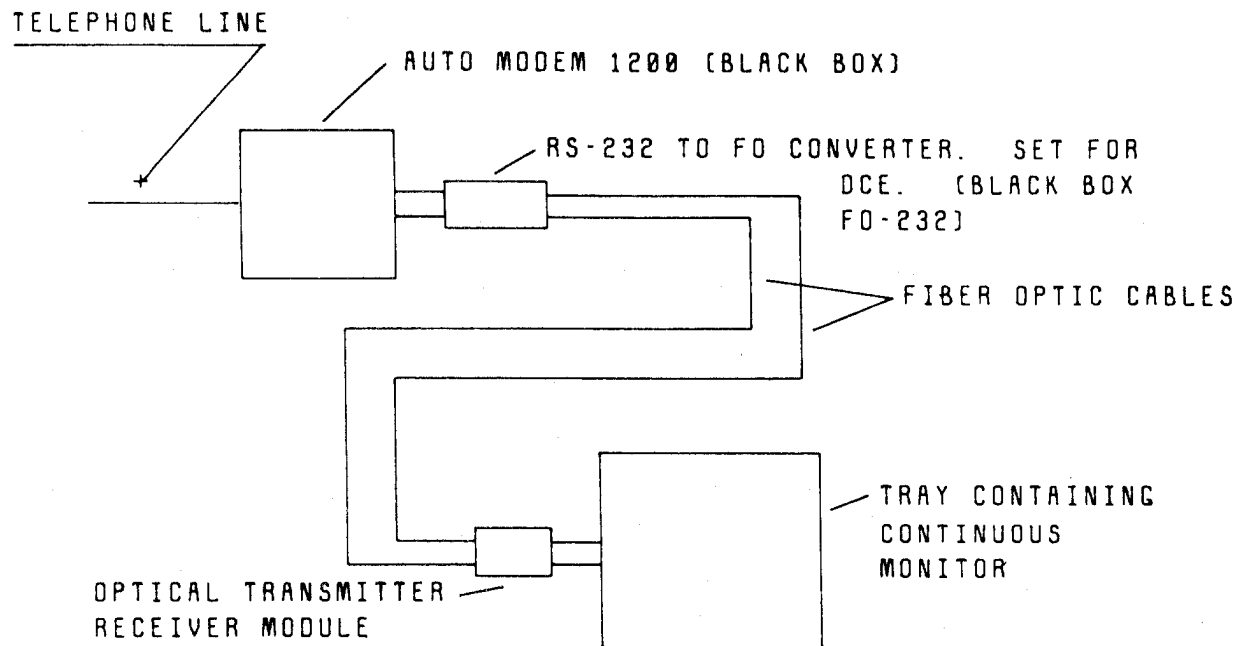 TELEPHONE LINE
AUTO MODEM 1200 (BLACK BOX)
RS-232 TO FO CONVERTER. SET FOR
DCE. (BLACK BOX
FO-232)
FIBER OPTIC CABLES
TRAY CONTAINING
CONTINUOUS
MONITOR
OPTICAL TRANSMITTER
RECEIVER MODULE